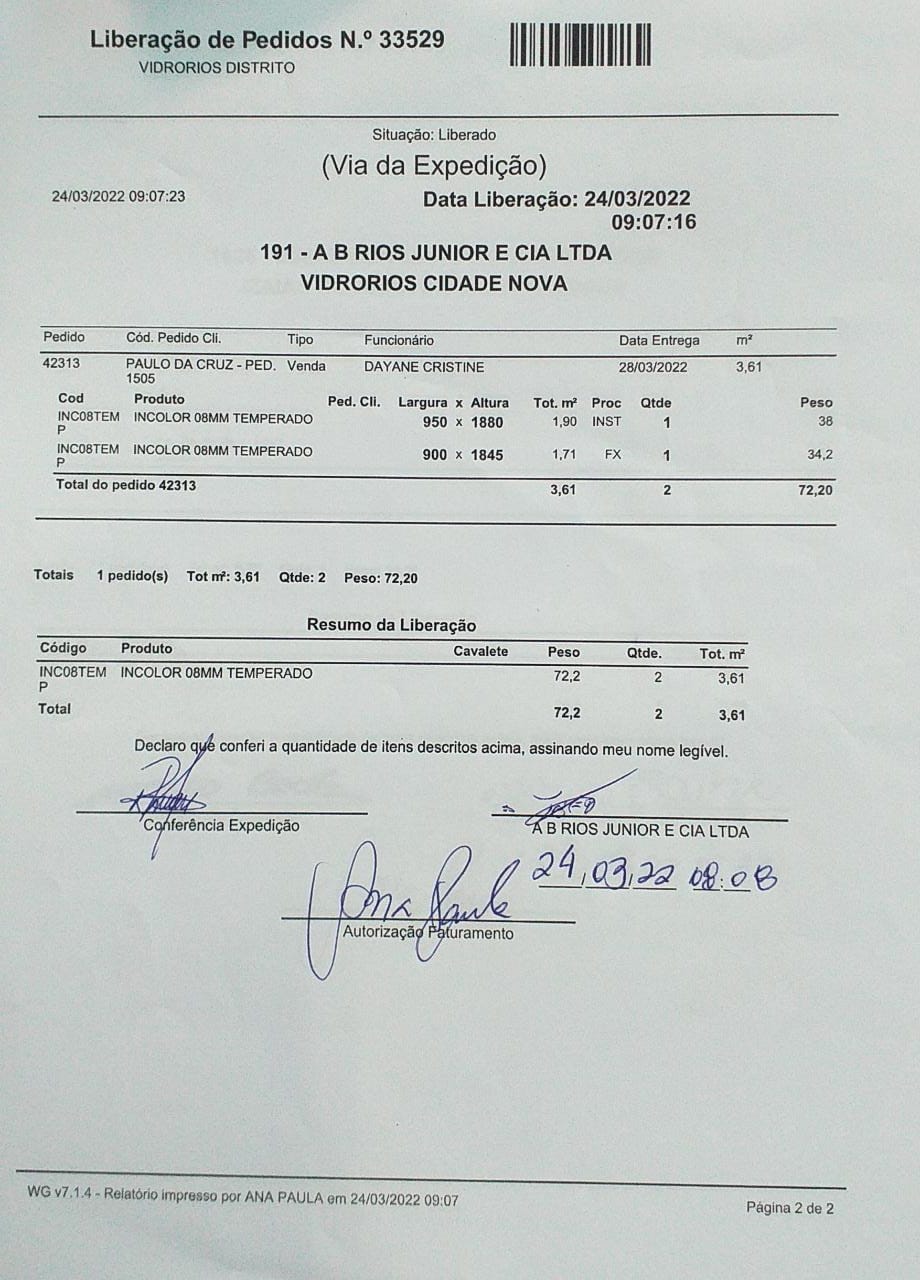 Liberação de Pedidos N.º 33529
VIDRORIOS DISTRITO
Situação: Liberado
(Via da Expedição)
24/03/2022 09:07:23
Data Liberação: 24/03/2022
09:07:16
191 - A B RIOS JUNIOR E CIA LTDA
VIDRORIOS CIDADE NOVA
Pedido Cód. Pedido Cli. Tipo Funcionário Data Entrega m²
42313 PAULO DA CRUZ - PED. Venda DAYANE CRISTINE 28/03/2022 3,61
1505
Cod Produto Ped. Cli. Largura x Altura Tot. m² Proc Qtde Peso
INC08TEM INCOLOR 08MM TEMPERADO 950 x 1880 1,90 INST 1 38
P
INC08TEM INCOLOR 08MM TEMPERADO 900 x 1845 1,71 FX 1 34,2
P
Total do pedido 42313 3,61 2 72,20
Totais 1 pedido(s) Tot m²: 3,61 Qtde: 2 Peso: 72,20
Resumo da Liberação
Código Produto Cavalete Peso Qtde. Tot. m²
INC08TEM INCOLOR 08MM TEMPERADO 72,2 2 3,61
P
Total 72,2 2 3,61
Declaro que conferi a quantidade de itens descritos acima, assinando meu nome legível.
Conferência Expedição
A B RIOS JUNIOR E CIA LTDA
24,03,22 08:08
Ana Paula
Autorização Faturamento
WG v7.1.4 - Relatório impresso por ANA PAULA em 24/03/2022 09:07
Página 2 de 2